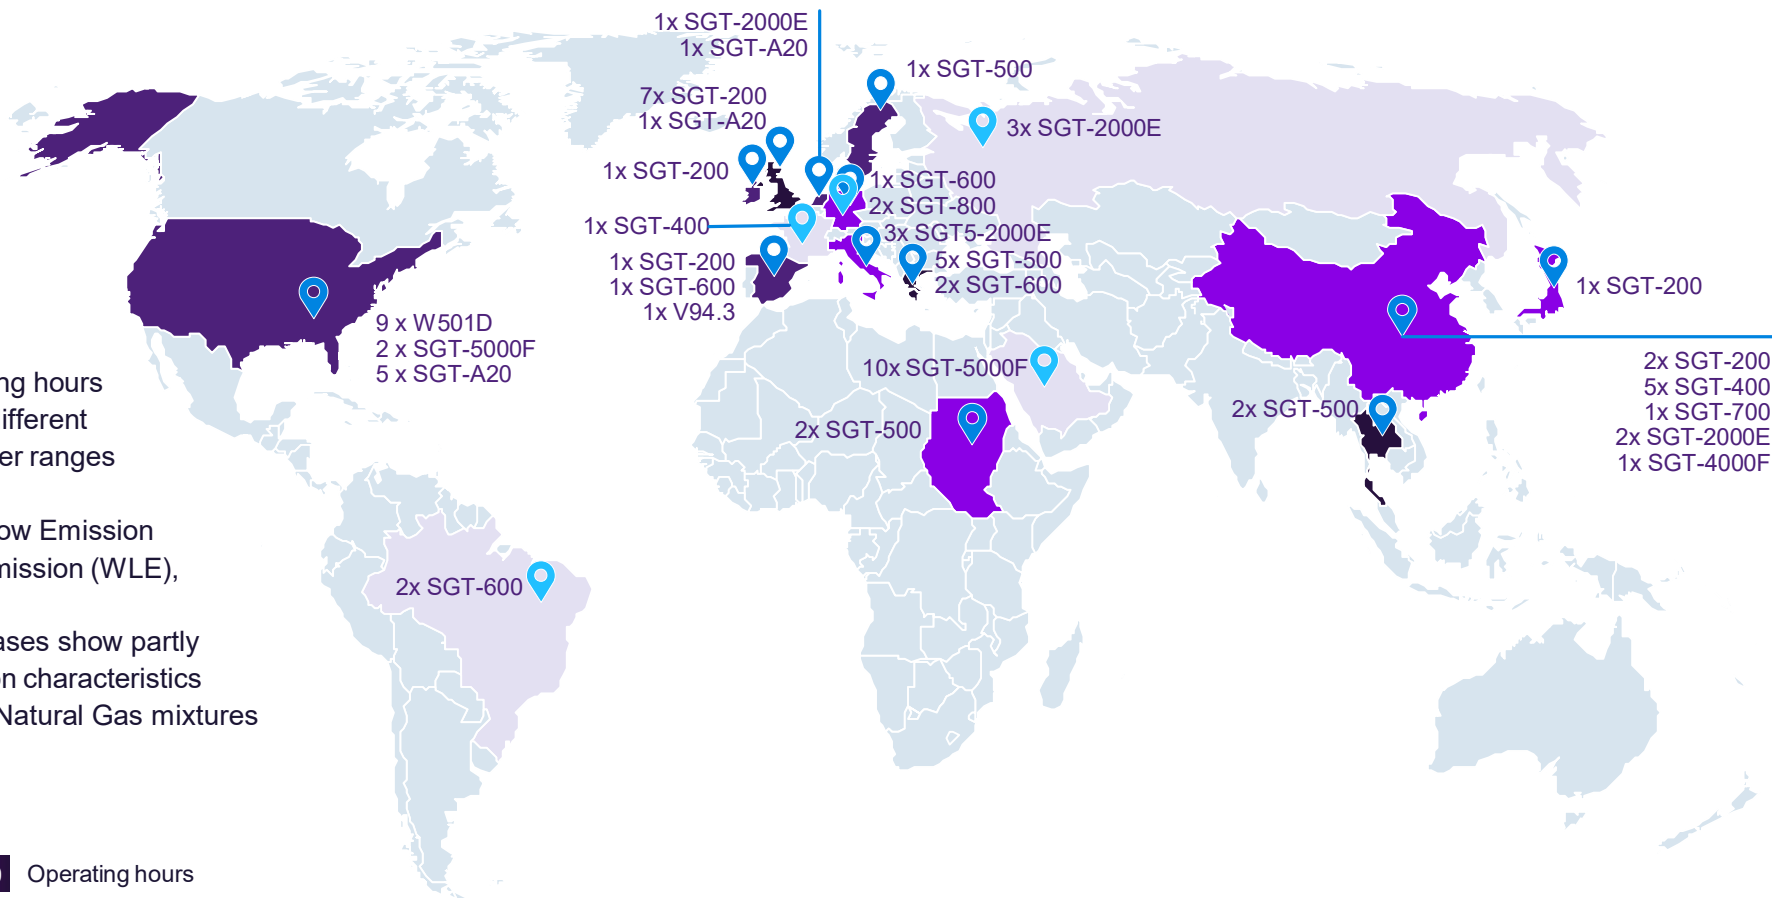 1x SGT-2000E
1x SGT-A20
1x SGT-500
7x SGT-200
1x SGT-A20
3x SGT-2000E
1x SGT-200
1x SGT-600
2x SGT-800
1x SGT-400
3x SGT5-2000E
1x SGT-200
1x SGT-600
1x V94.3
5x SGT-500
2x SGT-600
1x SGT-200
9 x W501D
2 x SGT-5000F
5 x SGT-A20
10x SGT-5000F
2x SGT-200
5x SGT-400
1x SGT-700
2x SGT-2000E
1x SGT-4000F
2x SGT-500
2x SGT-500
2x SGT-600
ng hours
ifferent
er ranges
ow Emission
nission (WLE),
ases show partly
on characteristics
Natural Gas mixtures
Operating hours